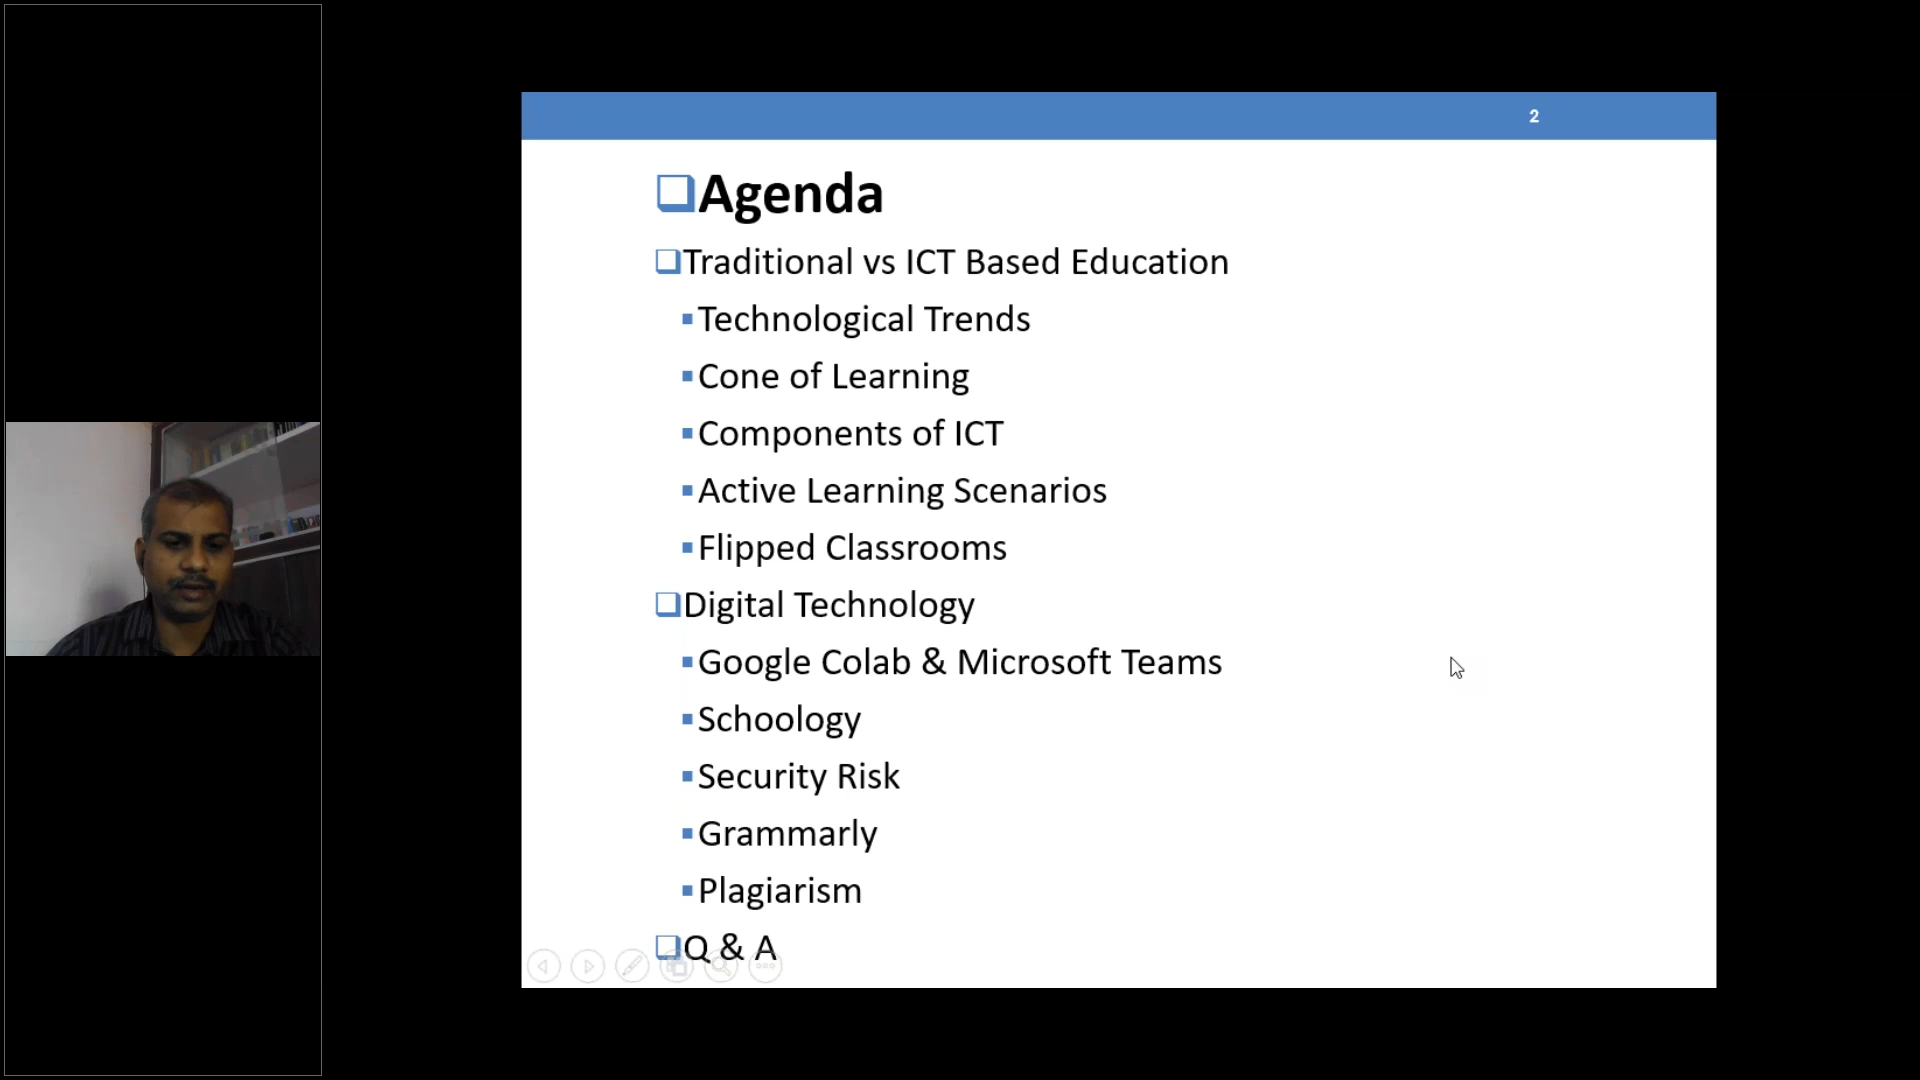 2
Agenda
Traditional vs ICT Based Education
Technological Trends
Cone of Learning
Components of ICT
Active Learning Scenarios
Flipped Classrooms
Digital Technology
Google Colab & Microsoft Teams
Schoology
Security Risk
Grammarly
Plagiarism
Q & A